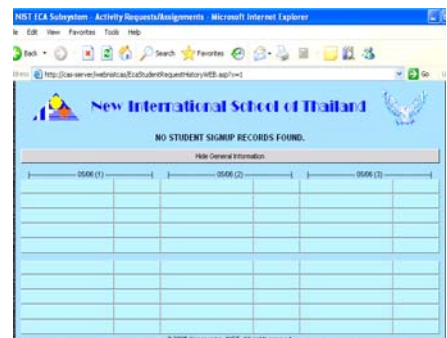 NIST ECA Subsystem - Activity Requests/Assignments - Microsoft Internet Explorer
Edit View Favorites Tools Help
Back Search Favorites
http://cas-server/webnistcas/EcaStudentRequestHistoryWEB.asp?v=1 Go
New International School of Thailand
NO STUDENT SIGNUP RECORDS FOUND.
Hide General Information
05/06 (1) 05/06 (2) 05/06 (3)